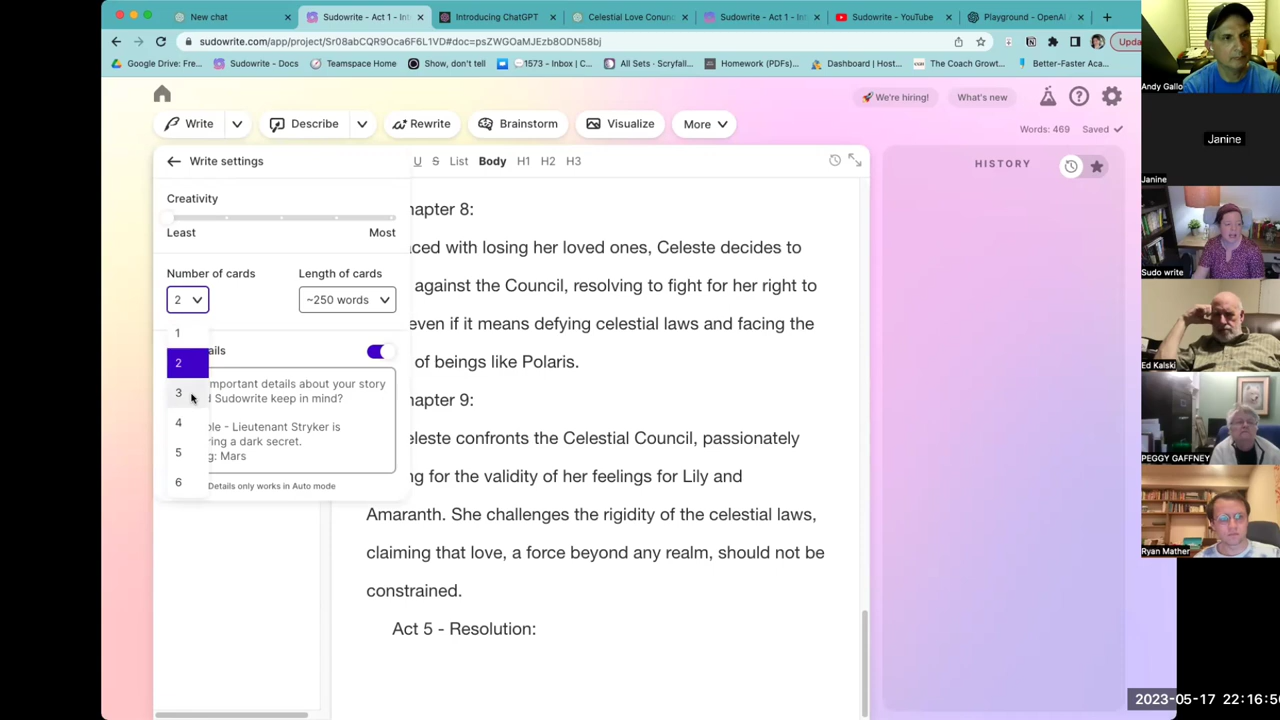 New chat
Sudowrite - Act 1 - Int
Introducing ChatGPT
Celestial Love Conun
Sudowrite - Act 1 - In
Sudowrite - YouTube
Playground - OpenAI
sudowrite.com/app/project/Sr08abCQR9Oca6F6L1VD#doc=psZWGOaMJEzhBODN58bj
Upda
Google Drive: Fre...
Sudowrite - Docs
Teamspace Home
Show, don't tell
1573 - Inbox | C...
All Sets · Scryfall...
Homework (PDFs)...
Dashboard | Host...
The Coach Growt...
Better-Faster Aca...
We're hiring!
What's new
Write
Describe
Rewrite
Brainstorm
Visualize
More
Words: 469
Saved
Write settings
U S List Body H1 H2 H3
HISTORY
Creativity
Least
Most
Number of cards
Length of cards
2
~250 words
1
2
3
4
5
6
ails
mportant details about your story
d Sudowrite keep in mind?
ple - Lieutenant Stryker is
ring a dark secret.
g: Mars
Details only works in Auto mode
hapter 8:
aced with losing her loved ones, Celeste decides to
against the Council, resolving to fight for her right to
even if it means defying celestial laws and facing the
of beings like Polaris.
hapter 9:
eleste confronts the Celestial Council, passionately
ng for the validity of her feelings for Lily and
Amaranth. She challenges the rigidity of the celestial laws,
claiming that love, a force beyond any realm, should not be
constrained.
Act 5 - Resolution:
Andy Gallo
Janine
Janine
Sudo write
Ed Kalski
PEGGY GAFFNEY
Ryan Mather
2023-05-17 22:16:5